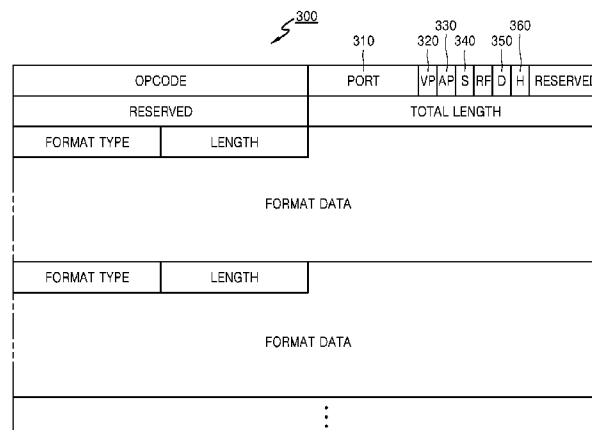 300
310 320 330 340 350 360
OPCODE PORT VP AP S RF D H RESERVED
RESERVED TOTAL LENGTH
FORMAT TYPE LENGTH
FORMAT DATA
FORMAT TYPE LENGTH
FORMAT DATA